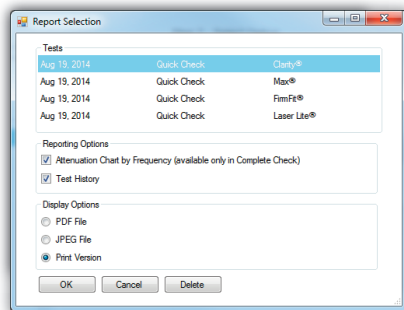 Report Selection
Tests
Aug 19, 2014 Quick Check Clarity®
Aug 19, 2014 Quick Check Max®
Aug 19, 2014 Quick Check FirmFit®
Aug 19, 2014 Quick Check Laser Lite®
Reporting Options
Attenuation Chart by Frequency (available only in Complete Check)
Test History
Display Options
PDF File
JPEG File
Print Version
OK Cancel Delete